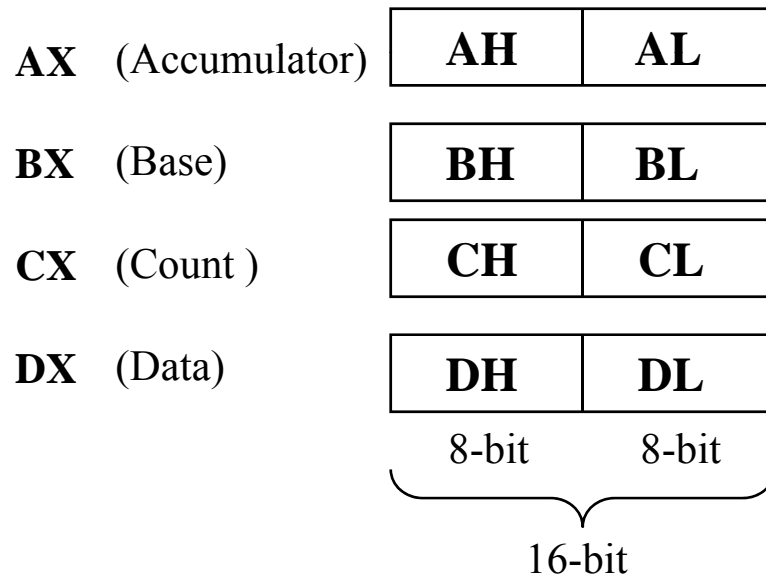 AX (Accumulator) AH AL
BX (Base) BH BL
CX (Count ) CH CL
DX (Data) DH DL
8-bit 8-bit
16-bit